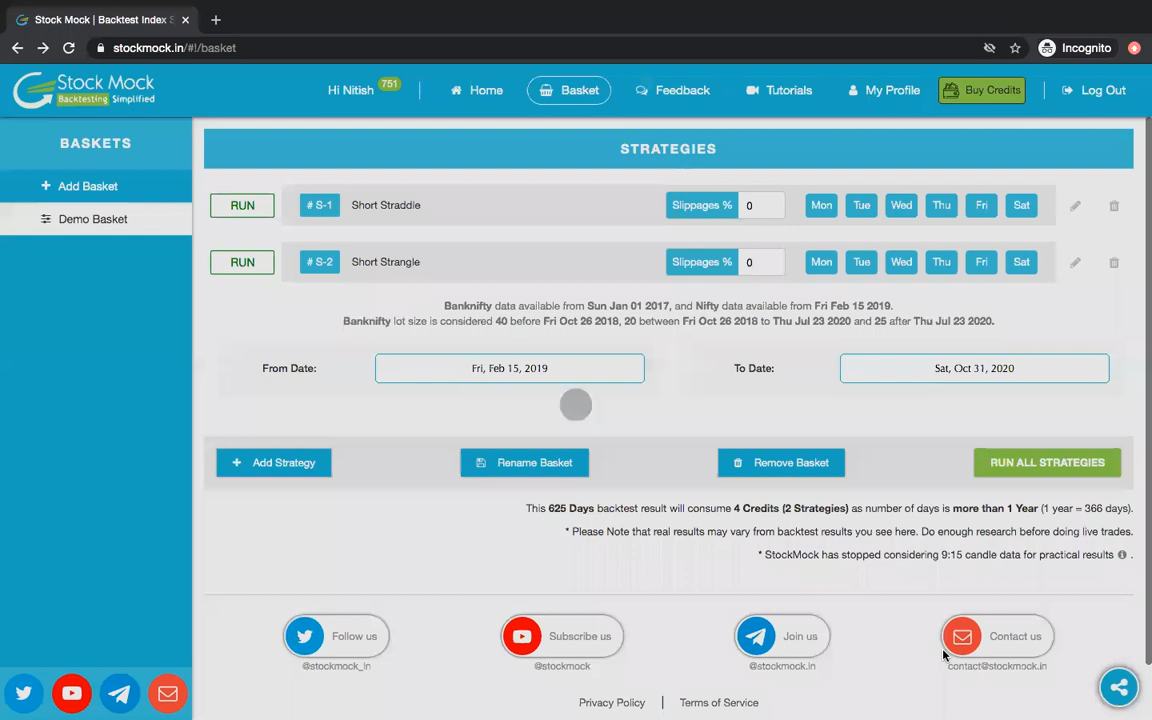 Stock Mock | Backtest Index S
stockmock.in/#!/basket
Incognito
Stock Mock
Backtesting Simplified
Hi Nitish 751
Home
Basket
Feedback
Tutorials
My Profile
Buy Credits
Log Out
BASKETS
Add Basket
Demo Basket
STRATEGIES
RUN # S-1 Short Straddle Slippages % 0 Mon Tue Wed Thu Fri Sat
RUN # S-2 Short Strangle Slippages % 0 Mon Tue Wed Thu Fri Sat
Banknifty data available from Sun Jan 01 2017, and Nifty data available from Fri Feb 15 2019.
Banknifty lot size is considered 40 before Fri Oct 26 2018, 20 between Fri Oct 26 2018 to Thu Jul 23 2020 and 25 after Thu Jul 23 2020.
From Date: Fri, Feb 15, 2019 To Date: Sat, Oct 31, 2020
Add Strategy Rename Basket Remove Basket RUN ALL STRATEGIES
This 625 Days backtest result will consume 4 Credits (2 Strategies) as number of days is more than 1 Year (1 year = 366 days).
* Please Note that real results may vary from backtest results you see here. Do enough research before doing live trades.
* StockMock has stopped considering 9:15 candle data for practical results .
Follow us Subscribe us Join us Contact us
@stockmock_in @stockmock @stockmock.in contact@stockmock.in
Privacy Policy | Terms of Service